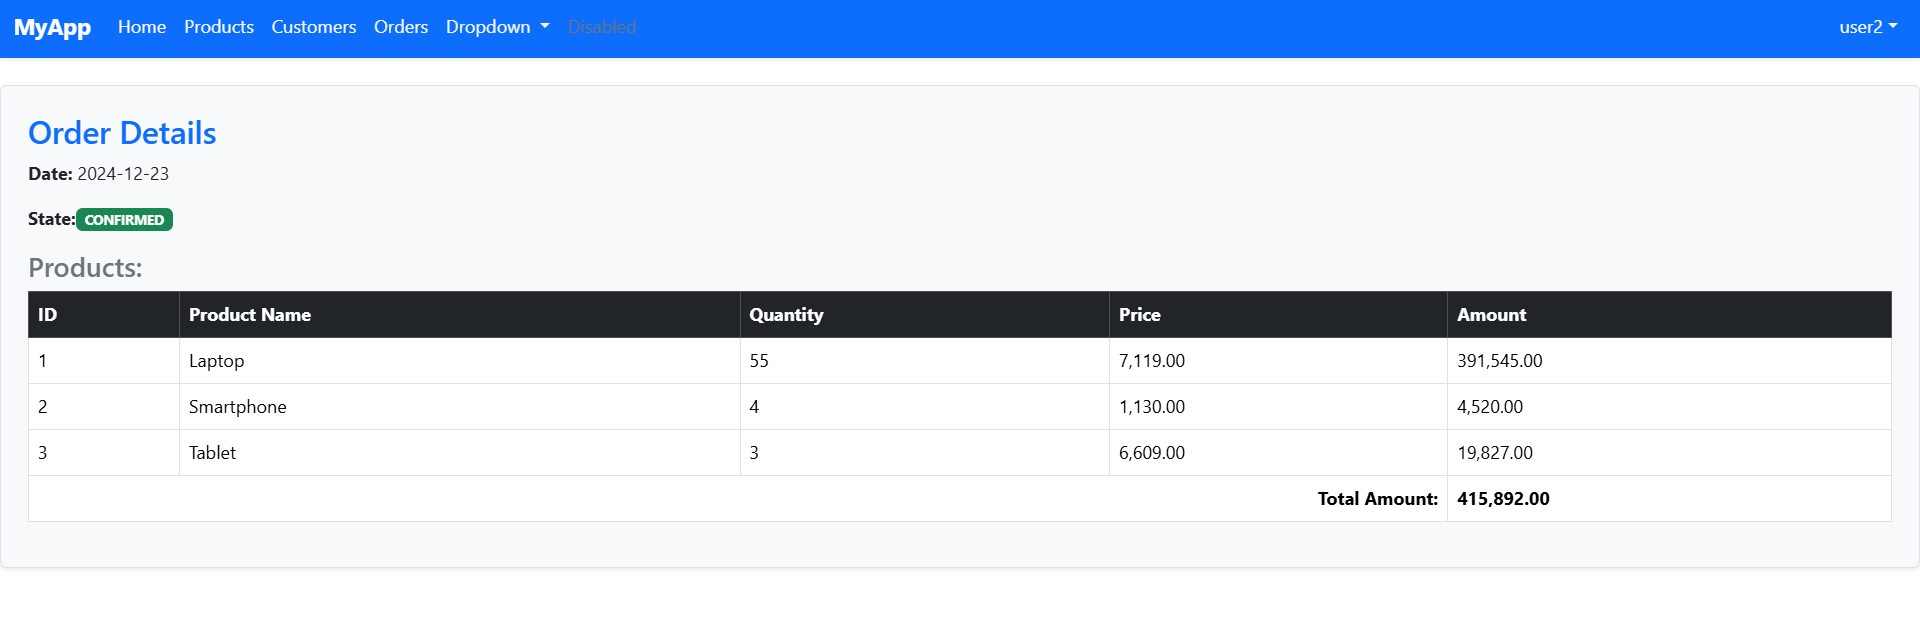 MyApp Home Products Customers Orders Dropdown Disabled user2
Order Details
Date: 2024-12-23
State: CONFIRMED
Products:
ID Product Name Quantity Price Amount
1 Laptop 55 7,119.00 391,545.00
2 Smartphone 4 1,130.00 4,520.00
3 Tablet 3 6,609.00 19,827.00
Total Amount: 415,892.00